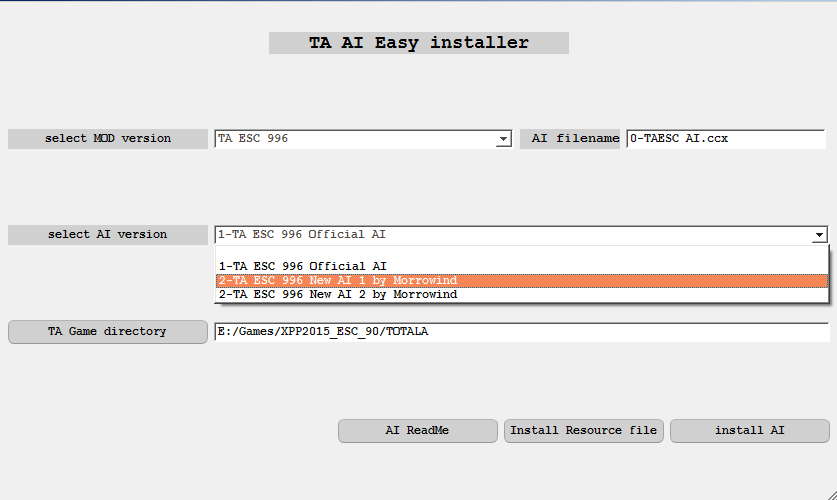 TA AI Easy installer
select MOD version TA ESC 996 AI filename 0-TAESC AI.ccx
select AI version 1-TA ESC 996 Official AI
1-TA ESC 996 Official AI
2-TA ESC 996 New AI 1 by Morrowind
2-TA ESC 996 New AI 2 by Morrowind
TA Game directory E:/Games/XPP2015_ESC_90/TOTALA
AI ReadMe Install Resource file install AI